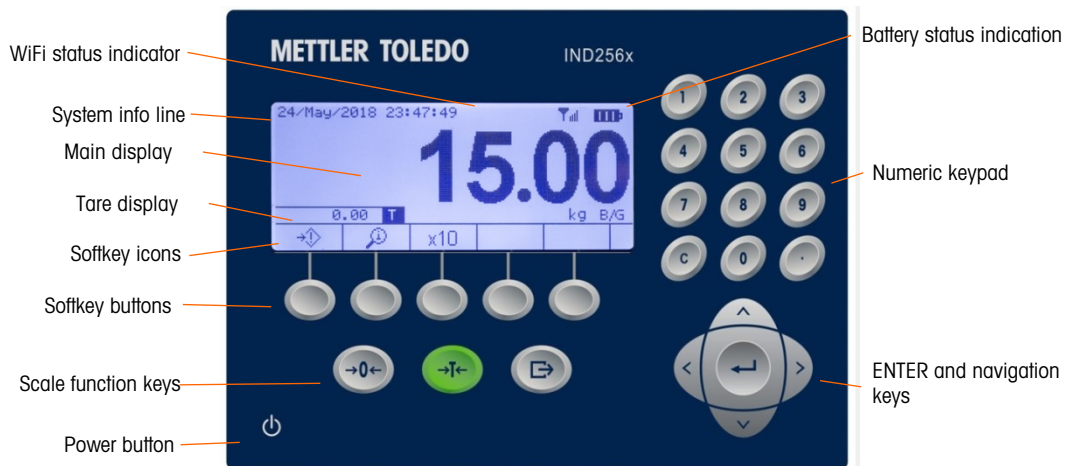 METTLER TOLEDO
IND256x
WiFi status indicator
Battery status indication
System info line
24/May/2018 23:47:49
Main display
15.00
Tare display
0.00 T
kg B/G
Softkey icons
x10
Softkey buttons
Scale function keys
→0←
→T←
Power button
1 2 3
4 5 6
7 8 9
C 0 .
Numeric keypad
ENTER and navigation
keys